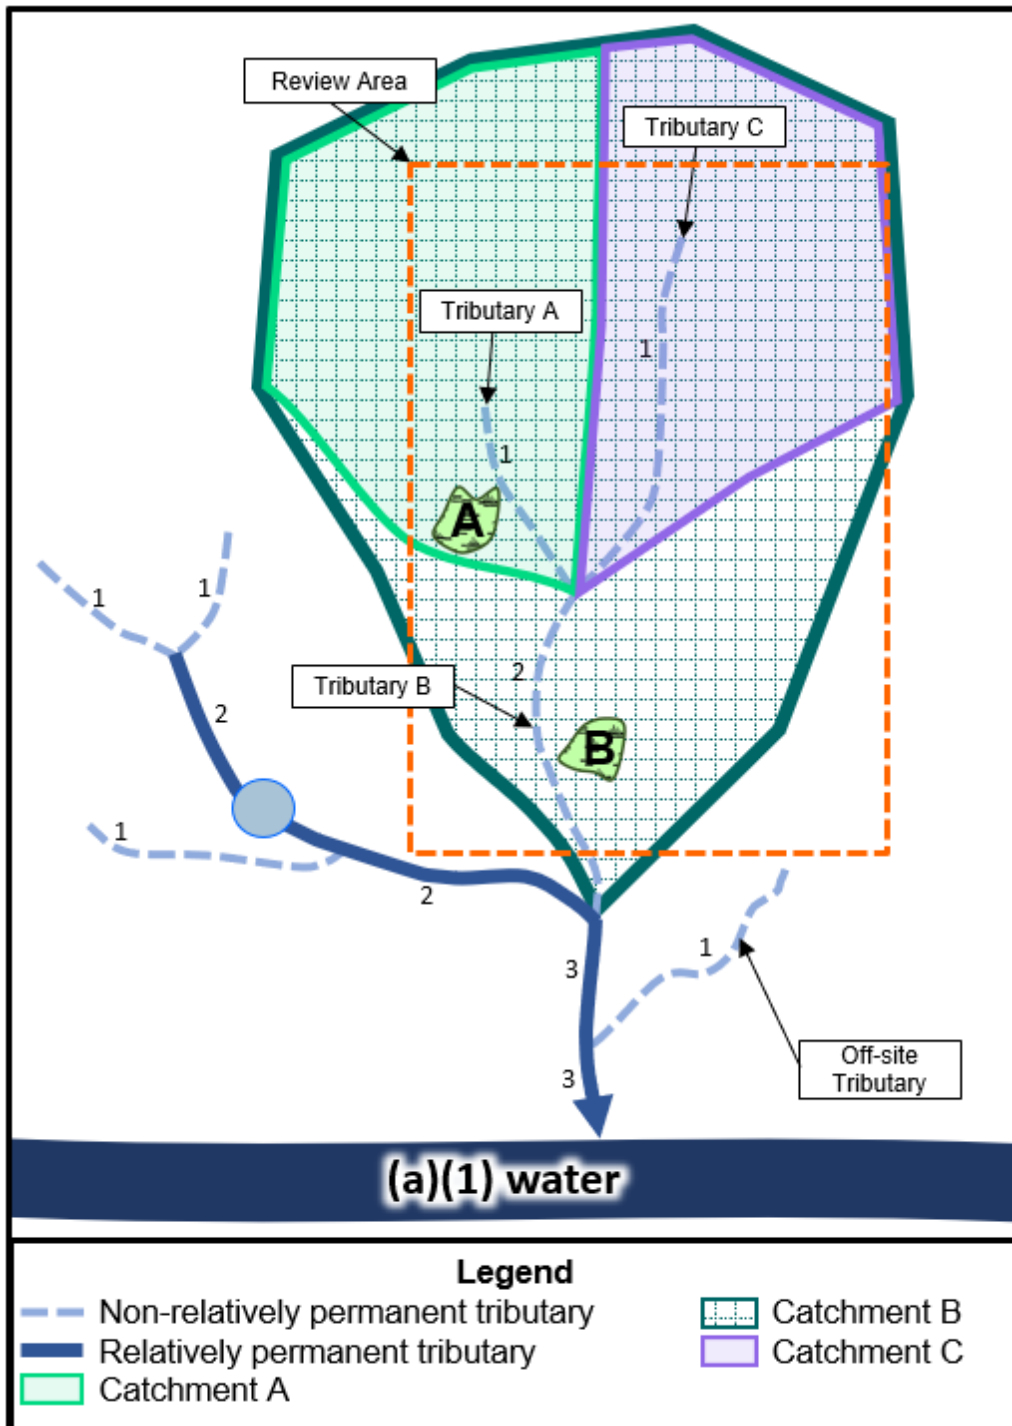 Review Area
Tributary C
Tributary A
1
1
A
1
1
2
Tributary B
2
B
1
2
1
3
Off-site
Tributary
3
(a)(1) water
Legend
Non-relatively permanent tributary
Relatively permanent tributary
Catchment A
Catchment B
Catchment C